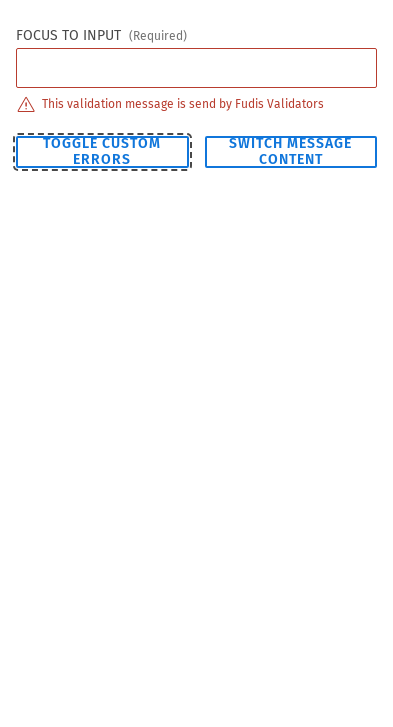 FOCUS TO INPUT (Required)
This validation message is send by Fudis Validators
TOGGLE CUSTOM
ERRORS
SWITCH MESSAGE
CONTENT